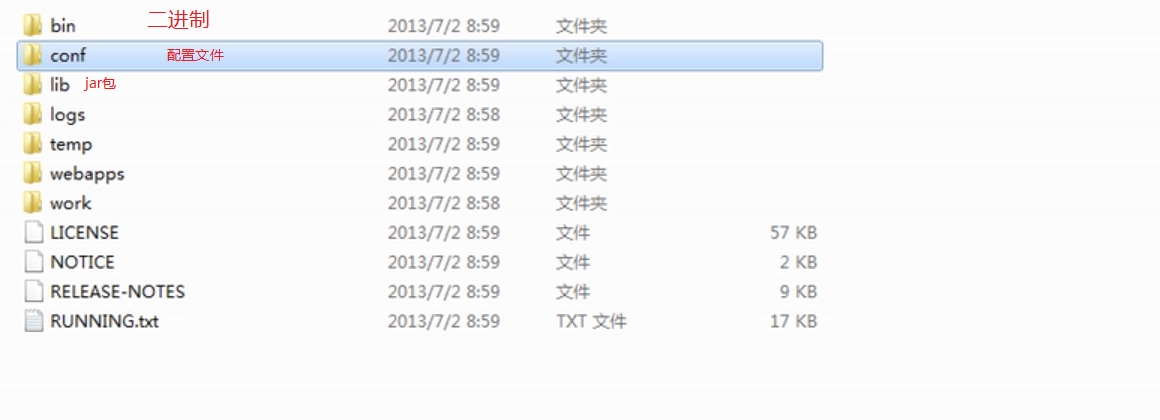 bin 二进制 2013/7/2 8:59 文件夹
conf 配置文件 2013/7/2 8:59 文件夹
lib jar包 2013/7/2 8:59 文件夹
logs 2013/7/2 8:58 文件夹
temp 2013/7/2 8:59 文件夹
webapps 2013/7/2 8:59 文件夹
work 2013/7/2 8:58 文件夹
LICENSE 2013/7/2 8:59 文件 57 KB
NOTICE 2013/7/2 8:59 文件 2 KB
RELEASE-NOTES 2013/7/2 8:59 文件 9 KB
RUNNING.txt 2013/7/2 8:59 TXT 文件 17 KB